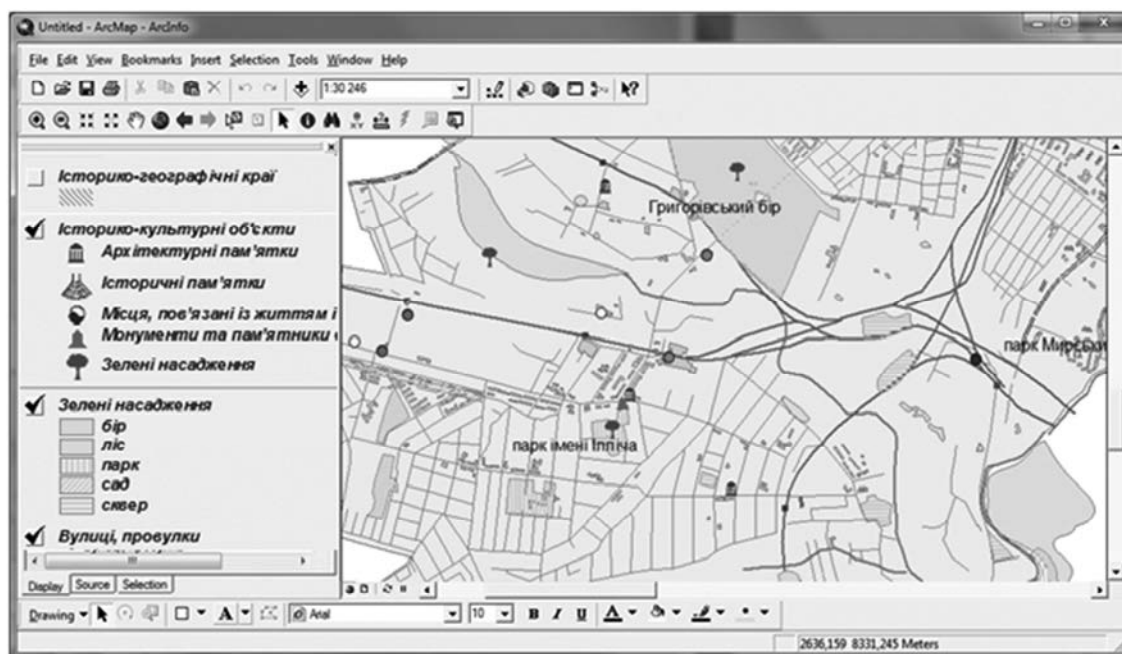 Untitled - ArcMap - ArcInfo
File Edit View Bookmarks Insert Selection Tools Window Help
1:30 246
Історико-географічні краї
Історико-культурні об'єкти
Архітектурні пам'ятки
Історичні пам'ятки
Місця, пов'язані із життям і
Монументи та пам'ятники
Зелені насадження
Зелені насадження
бір
ліс
парк
сад
сквер
Вулиці, провулки
Display Source Selection
Григорівський бір
парк Мирськи
парк імені Ілліча
Drawing A Arial 10 B I U A
2636,159 8331,245 Meters